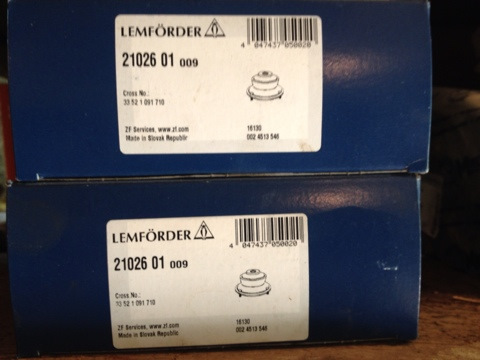 LEMFÖRDER
4 047437 050020
21026 01 009
Cross No.:
33 52 1 091 710
ZF Services, www.zf.com
Made in Slovak Republic
16130
002 4513 546
LEMFÖRDER
4 047437 050020
21026 01 009
Cross No.:
33 52 1 091 710
ZF Services, www.zf.com
Made in Slovak Republic
16130
002 4513 546